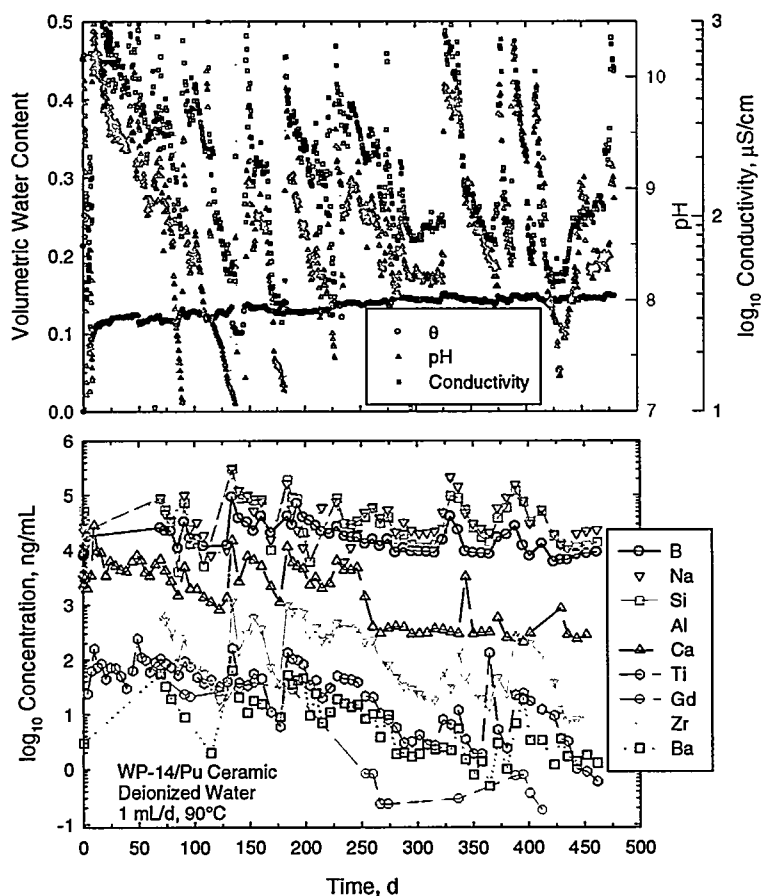 0.5
0.4
0.3
0.2
0.1
0.0
Volumetric Water Content
10
9
8
7
pH
3
2
1
log₁₀ Conductivity, μS/cm
θ
pH
Conductivity
6
5
4
3
2
1
0
-1
log₁₀ Concentration, ng/mL
WP-14/Pu Ceramic
Deionized Water
1 mL/d, 90°C
B
Na
Si
Al
Ca
Ti
Gd
Zr
Ba
0 50 100 150 200 250 300 350 400 450 500
Time, d